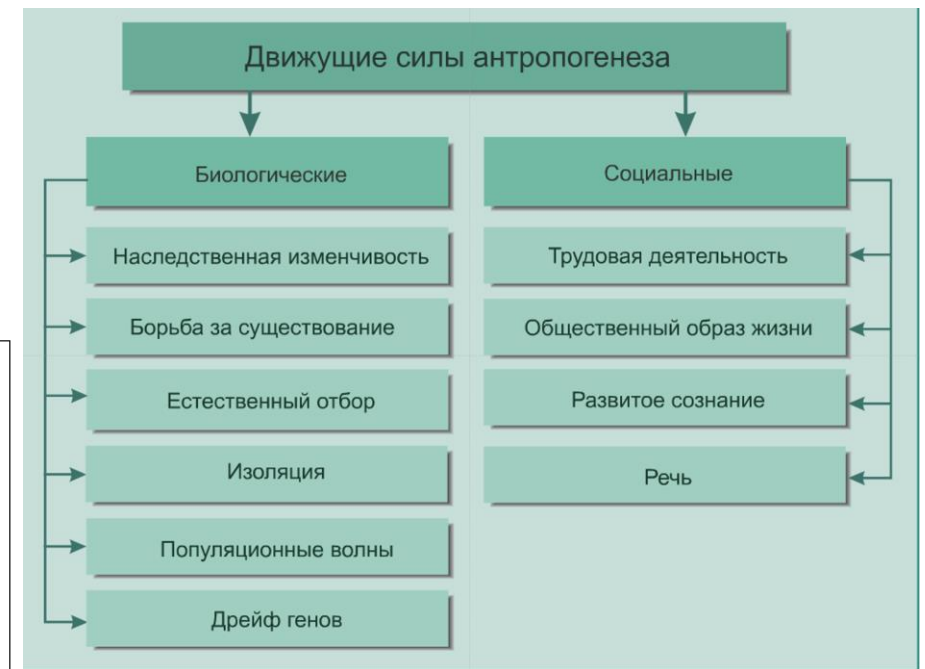 Движущие силы антропогенеза
Биологические
Наследственная изменчивость
Борьба за существование
Естественный отбор
Изоляция
Популяционные волны
Дрейф генов
Социальные
Трудовая деятельность
Общественный образ жизни
Развитое сознание
Речь